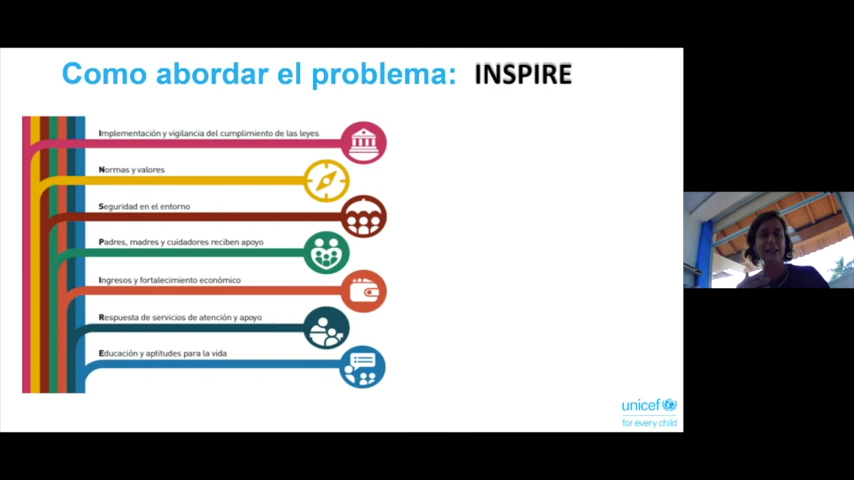 Como abordar el problema: INSPIRE
Implementación y vigilancia del cumplimiento de las leyes
Normas y valores
Seguridad en el entorno
Padres, madres y cuidadores reciben apoyo
Ingresos y fortalecimiento económico
Respuesta de servicios de atención y apoyo
Educación y aptitudes para la vida
unicef
for every child